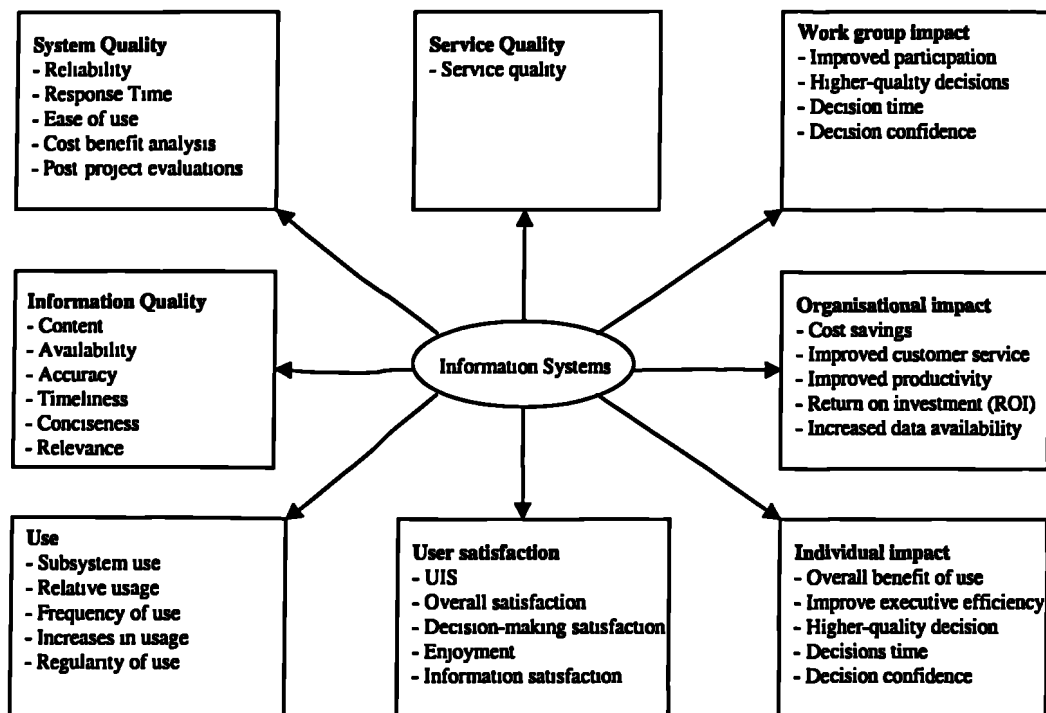 System Quality
- Reliability
- Response Time
- Ease of use
- Cost benefit analysis
- Post project evaluations
Service Quality
- Service quality
Work group impact
- Improved participation
- Higher-quality decisions
- Decision time
- Decision confidence
Information Quality
- Content
- Availability
- Accuracy
- Timeliness
- Conciseness
- Relevance
Information Systems
Organisational impact
- Cost savings
- Improved customer service
- Improved productivity
- Return on investment (ROI)
- Increased data availability
Use
- Subsystem use
- Relative usage
- Frequency of use
- Increases in usage
- Regularity of use
User satisfaction
- UIS
- Overall satisfaction
- Decision-making satisfaction
- Enjoyment
- Information satisfaction
Individual impact
- Overall benefit of use
- Improve executive efficiency
- Higher-quality decision
- Decisions time
- Decision confidence